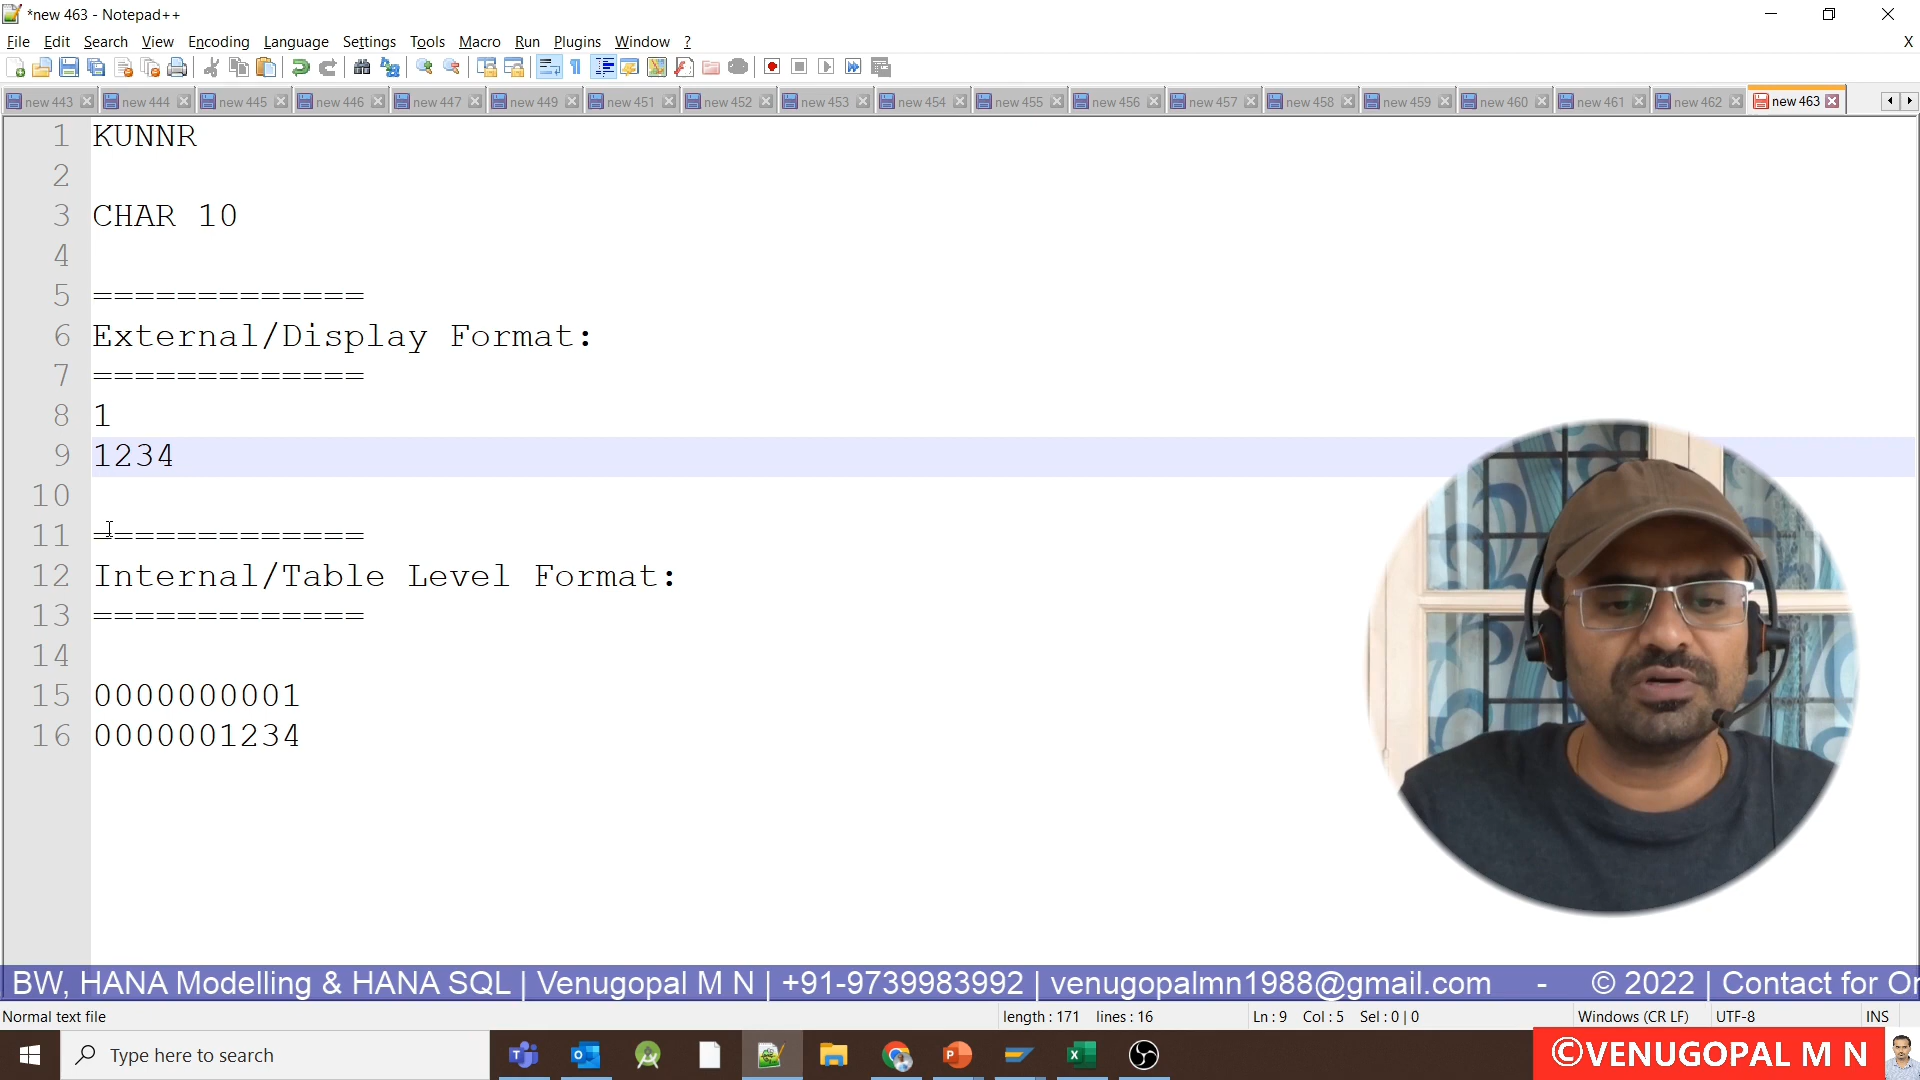 *new 463 - Notepad++
File Edit Search View Encoding Language Settings Tools Macro Run Plugins Window ? X
new 443 new 444 new 445 new 446 new 447 new 449 new 451 new 452 new 453 new 454 new 455 new 456 new 457 new 458 new 459 new 460 new 461 new 462 new 463
1 KUNNR
2
3 CHAR 10
4
5 =============
6 External/Display Format:
7 =============
8 1
9 1234
10
11 =============
12 Internal/Table Level Format:
13 =============
14
15 0000000001
16 0000001234
BW, HANA Modelling & HANA SQL | Venugopal M N | +91-9739983992 | venugopalmn1988@gmail.com - © 2022 | Contact for
Normal text file length : 171 lines : 16 Ln : 9 Col : 5 Sel : 0 | 0 Windows (CR LF) UTF-8 INS
Type here to search
©VENUGOPAL M N